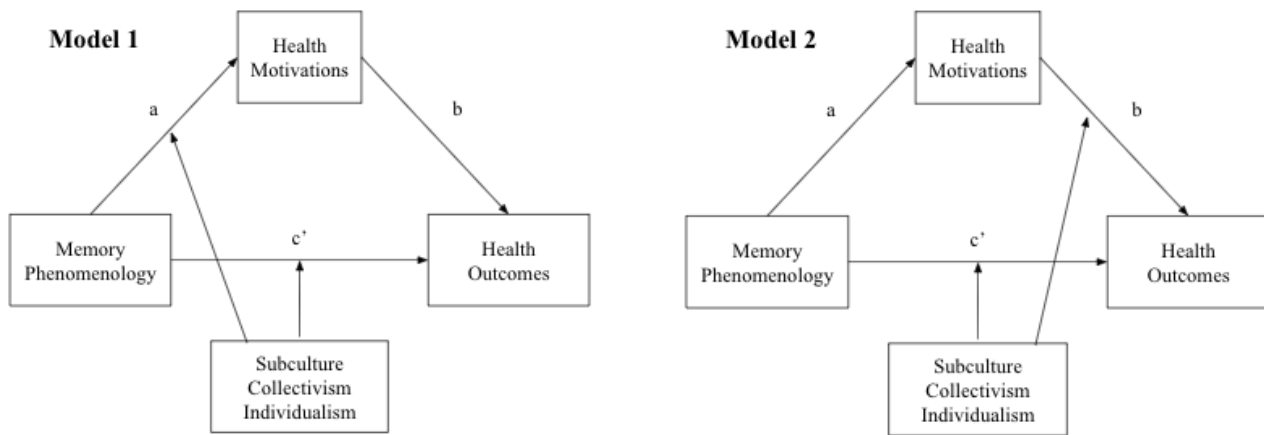 Model 1
Health
Motivations
a
b
Memory
Phenomenology
c'
Health
Outcomes
Subculture
Collectivism
Individualism
Model 2
Health
Motivations
a
b
Memory
Phenomenology
c'
Health
Outcomes
Subculture
Collectivism
Individualism